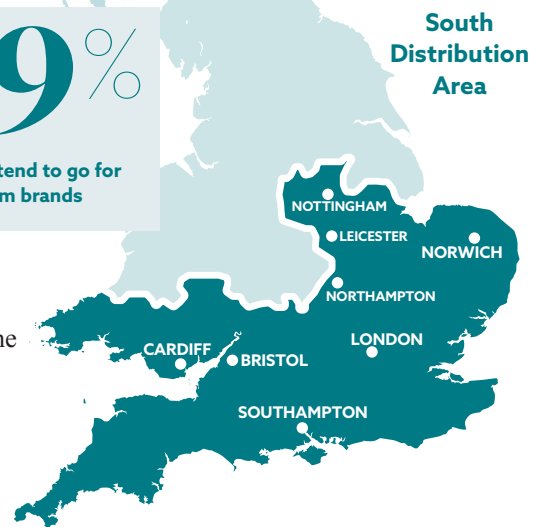 South
Distribution
Area
9%
tend to go for
m brands
NOTTINGHAM
LEICESTER
NORWICH
NORTHAMPTON
ne
CARDIFF
BRISTOL
LONDON
SOUTHAMPTON